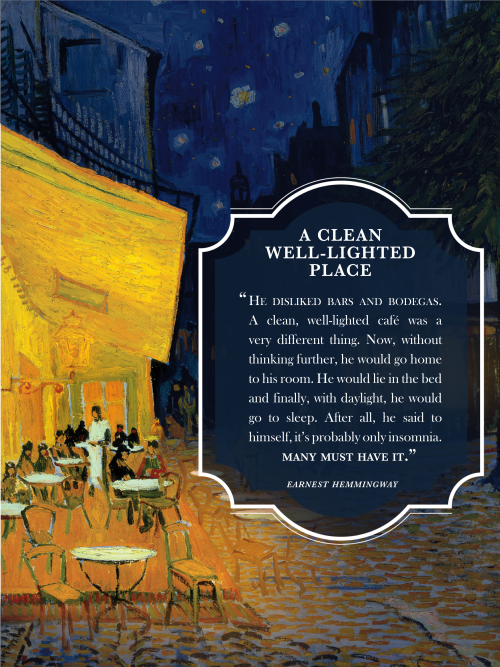 A CLEAN
WELL-LIGHTED
PLACE
“HE DISLIKED BARS AND BODEGAS.
A clean, well-lighted café was a
very different thing. Now, without
thinking further, he would go home
to his room. He would lie in the bed
and finally, with daylight, he would
go to sleep. After all, he said to
himself, it’s probably only insomnia.
MANY MUST HAVE IT.”
EARNEST HEMMINGWAY